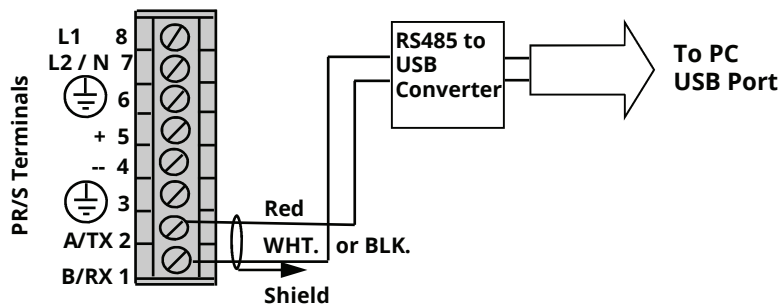 PR/S Terminals
L1 8
L2 / N 7
6
+ 5
-- 4
3
A/TX 2
B/RX 1
Red
WHT. or BLK.
Shield
RS485 to
USB
Converter
To PC
USB Port